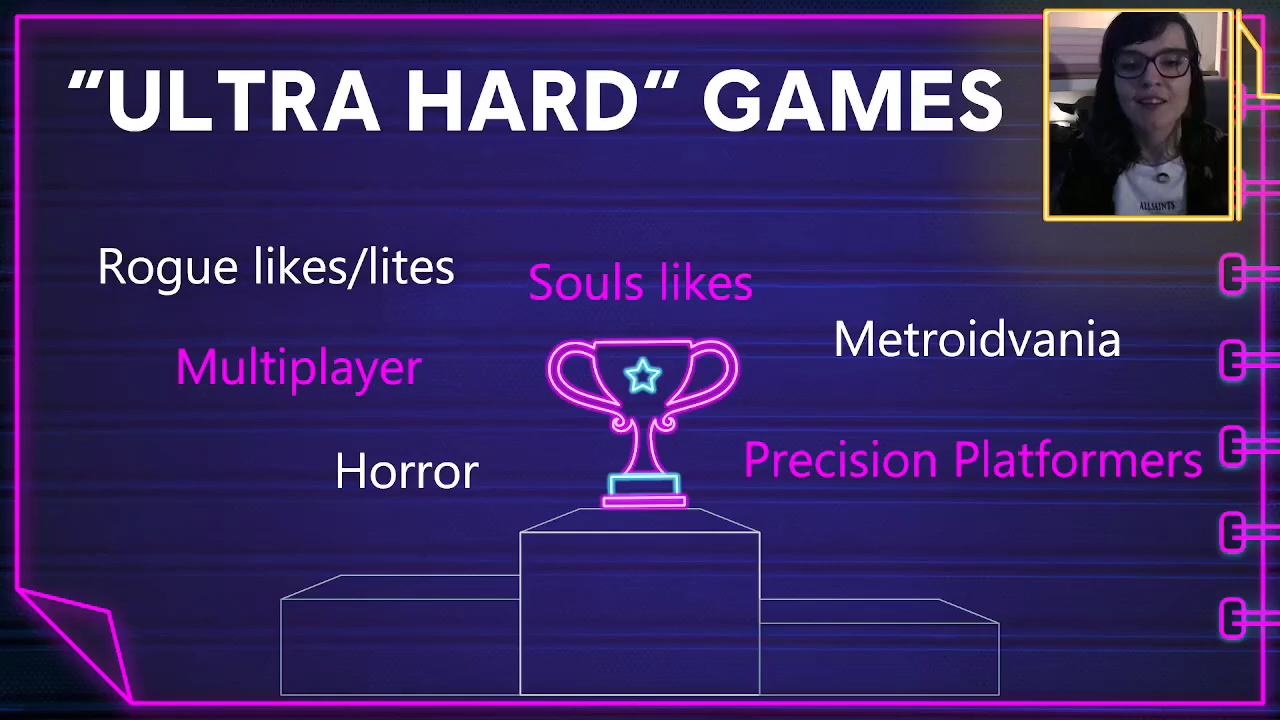 “ULTRA HARD“ GAMES
Rogue likes/lites
Souls likes
Metroidvania
Multiplayer
Precision Platformers
Horror
ALLSAINTS